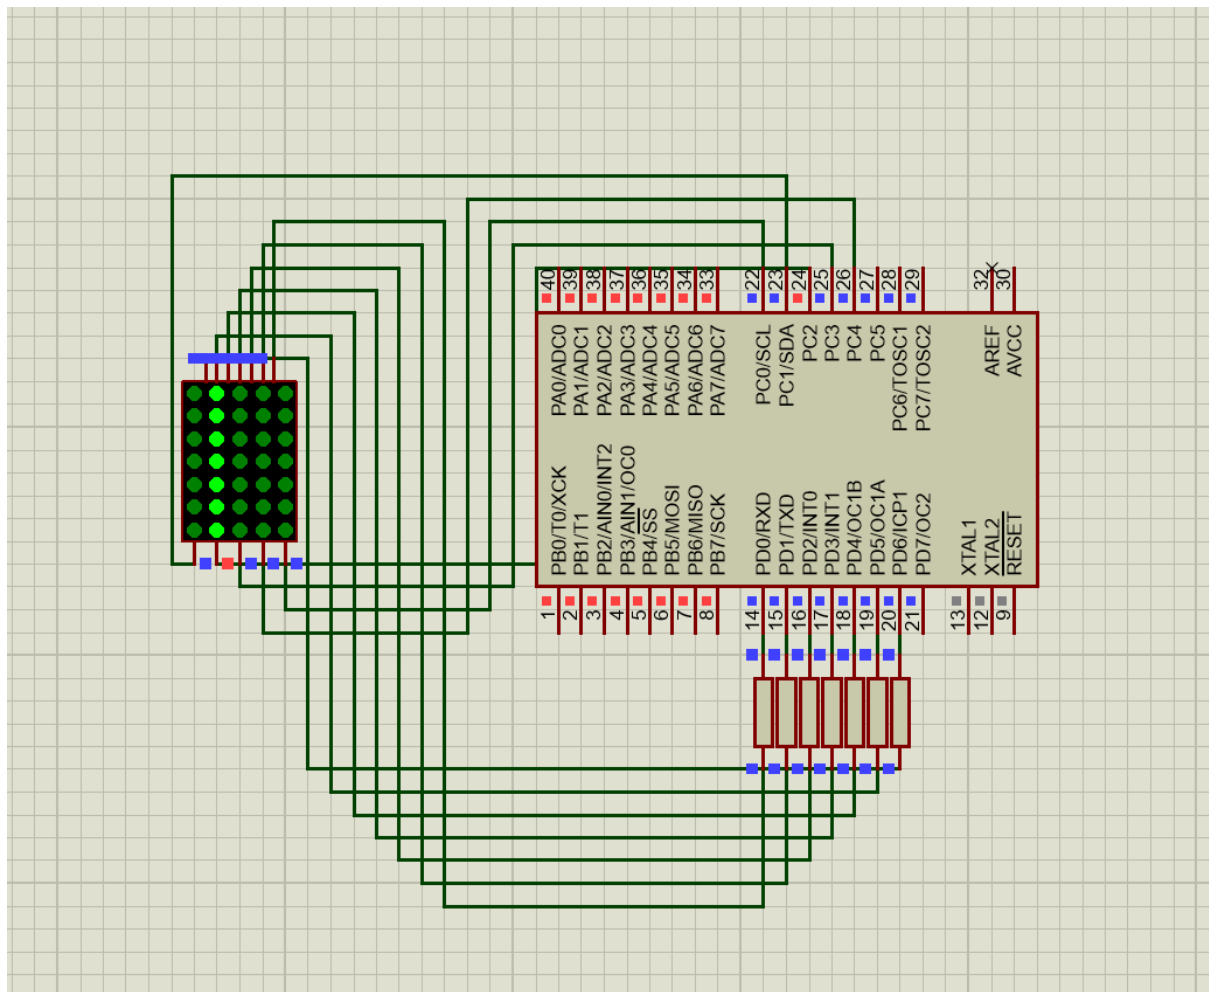 40
39
38
37
36
35
34
33
22
23
24
25
26
27
28
29
32
30
PA0/ADC0
PA1/ADC1
PA2/ADC2
PA3/ADC3
PA4/ADC4
PA5/ADC5
PA6/ADC6
PA7/ADC7
PC0/SCL
PC1/SDA
PC2
PC3
PC4
PC5
PC6/TOSC1
PC7/TOSC2
AREF
AVCC
PB0/T0/XCK
PB1/T1
PB2/AIN0/INT2
PB3/AIN1/OC0
PB4/SS
PB5/MOSI
PB6/MISO
PB7/SCK
PD0/RXD
PD1/TXD
PD2/INT0
PD3/INT1
PD4/OC1B
PD5/OC1A
PD6/ICP1
PD7/OC2
XTAL1
XTAL2
RESET
1
2
3
4
5
6
7
8
14
15
16
17
18
19
20
21
13
12
9